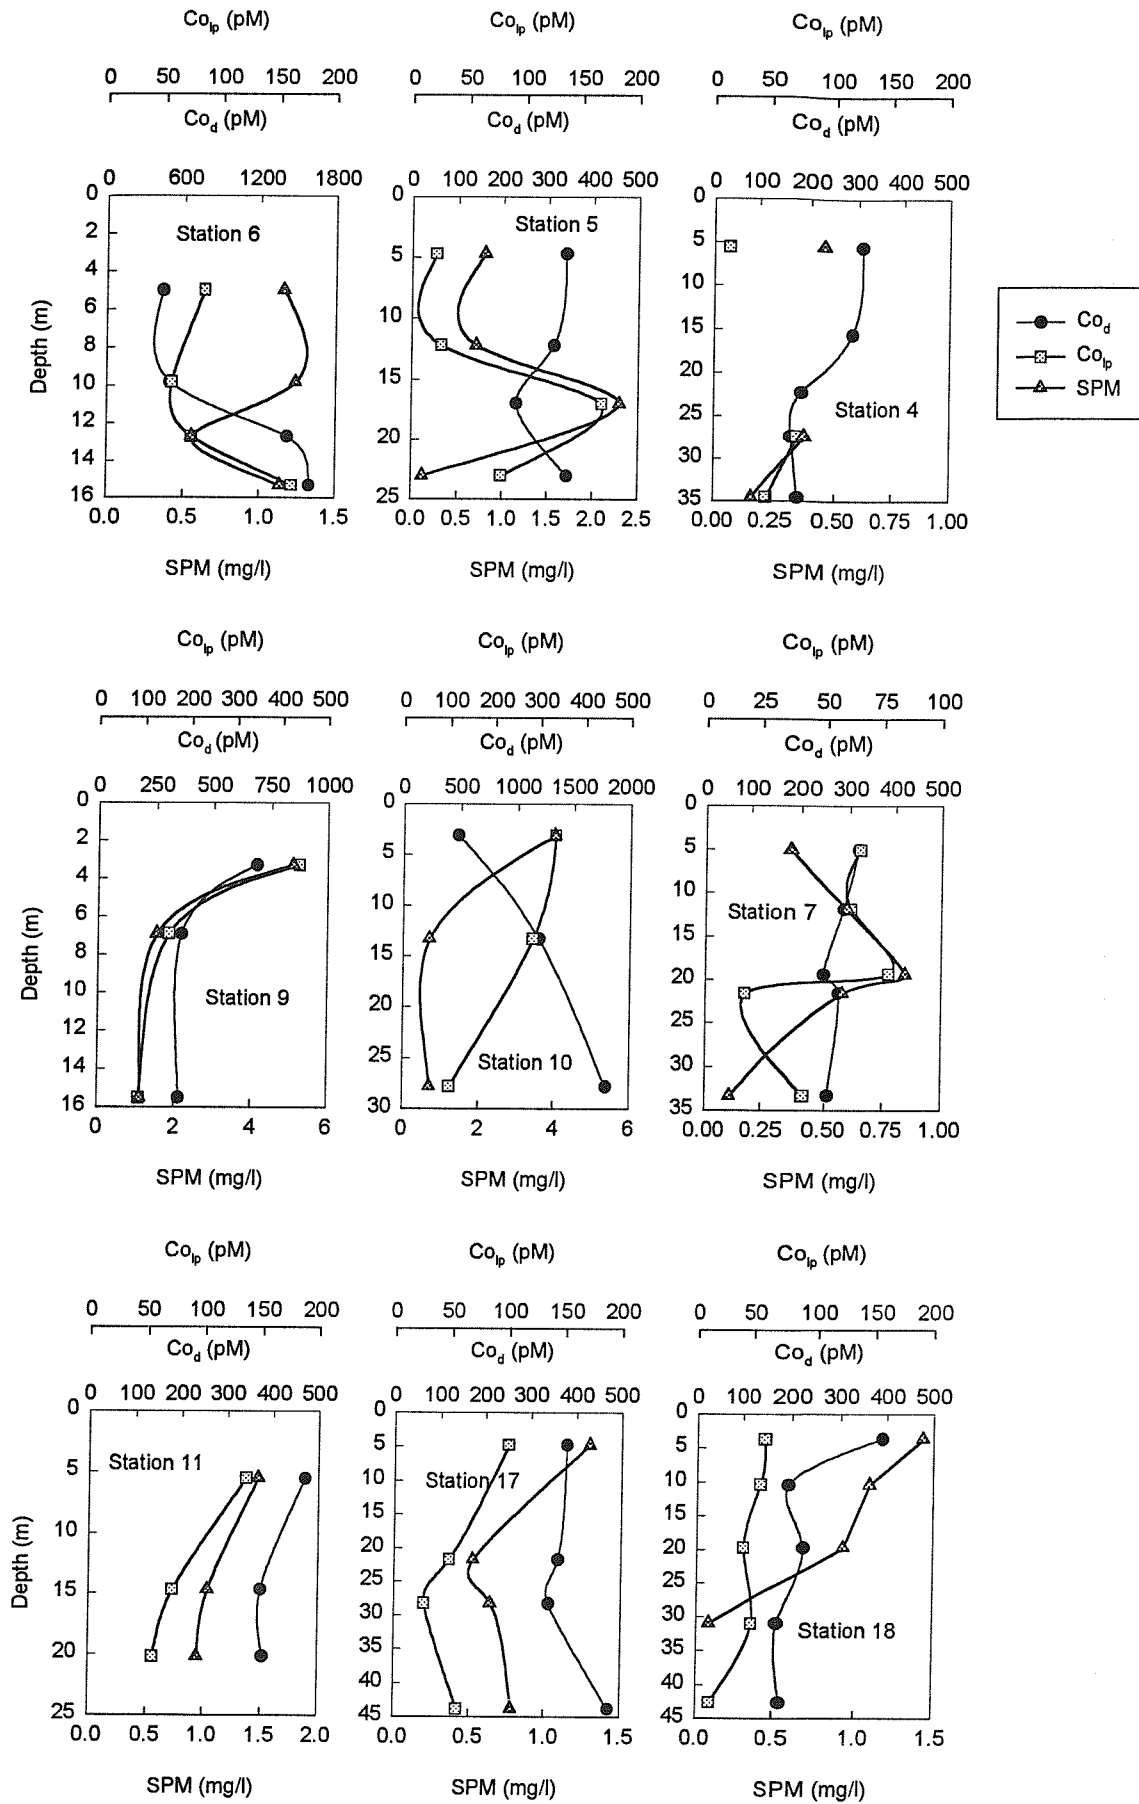 Co_lp (pM) Co_lp (pM) Co_lp (pM)
0 50 100 150 200 0 50 100 150 200 0 50 100 150 200
Co_d (pM) Co_d (pM) Co_d (pM)
0 600 1200 1800 0 100 200 300 400 500 0 100 200 300 400 500
Depth (m)
0 2 4 6 8 10 12 14 16
Station 6
0.0 0.5 1.0 1.5
0 5 10 15 20 25
Station 5
0.0 0.5 1.0 1.5 2.0 2.5
0 5 10 15 20 25 30 35
Station 4
0.00 0.25 0.50 0.75 1.00
Co_d
Co_lp
SPM
SPM (mg/l) SPM (mg/l) SPM (mg/l)
Co_lp (pM) Co_lp (pM) Co_lp (pM)
0 100 200 300 400 500 0 100 200 300 400 500 0 25 50 75 100
Co_d (pM) Co_d (pM) Co_d (pM)
0 250 500 750 1000 0 500 1000 1500 2000 0 100 200 300 400 500
Depth (m)
0 2 4 6 8 10 12 14 16
Station 9
0 2 4 6
0 5 10 15 20 25 30
Station 10
0 2 4 6
0 5 10 15 20 25 30 35
Station 7
0.00 0.25 0.50 0.75 1.00
SPM (mg/l) SPM (mg/l) SPM (mg/l)
Co_lp (pM) Co_lp (pM) Co_lp (pM)
0 50 100 150 200 0 50 100 150 200 0 50 100 150 200
Co_d (pM) Co_d (pM) Co_d (pM)
0 100 200 300 400 500 0 100 200 300 400 500 0 100 200 300 400 500
Depth (m)
0 5 10 15 20 25
Station 11
0.0 0.5 1.0 1.5 2.0
0 5 10 15 20 25 30 35 40 45
Station 17
0.0 0.5 1.0 1.5
0 5 10 15 20 25 30 35 40 45
Station 18
0.0 0.5 1.0 1.5
SPM (mg/l) SPM (mg/l) SPM (mg/l)